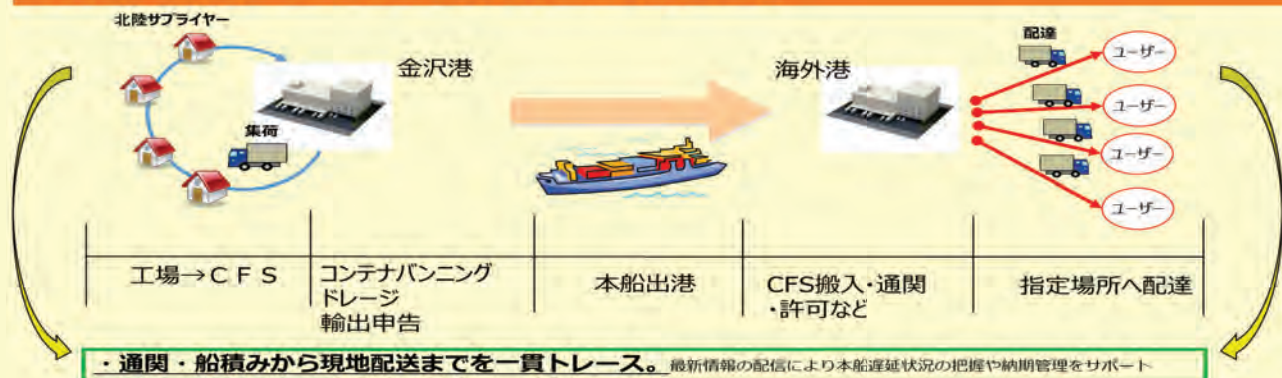 北陸サプライヤー
金沢港
集荷
海外港
配達
ユーザー
ユーザー
ユーザー
ユーザー
工場→ＣＦＳ
コンテナバンニング
ドレージ
輸出申告
本船出港
CFS搬入・通関
・許可など
指定場所へ配達
・通関・船積みから現地配送までを一貫トレース。最新情報の配信により本船遅延状況の把握や納期管理をサポート